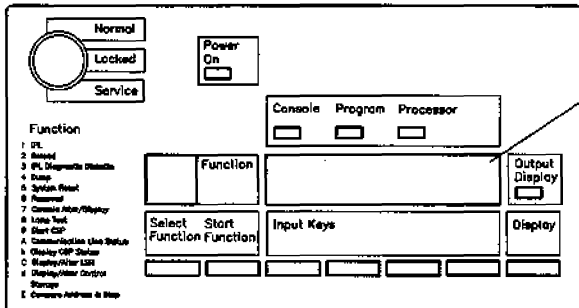 Normal
Locked
Service
Power
On
Console Program Processor
Function
1 IPL
2 Reload
3 IPL Diagnostic Diskette
4 Dump
5 System Reset
6 Reserved
7 Console Alter/Display
8 Lamp Test
9 Start CSP
A Communication Line Status
b Display CSP Status
C Display/Alter LSR
d Display/Alter Control
Storage
E Compare Address & Stop
Function
Output
Display
Select
Function
Start
Function
Input Keys
Display